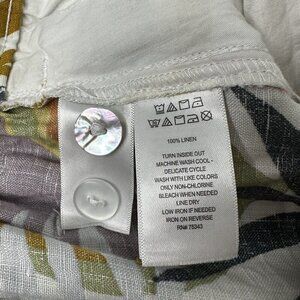 100% LINEN
TURN INSIDE OUT
MACHINE WASH COOL -
DELICATE CYCLE
WASH WITH LIKE COLORS
ONLY NON-CHLORINE
BLEACH WHEN NEEDED
LINE DRY
LOW IRON IF NEEDED
IRON ON REVERSE
RN# 75343